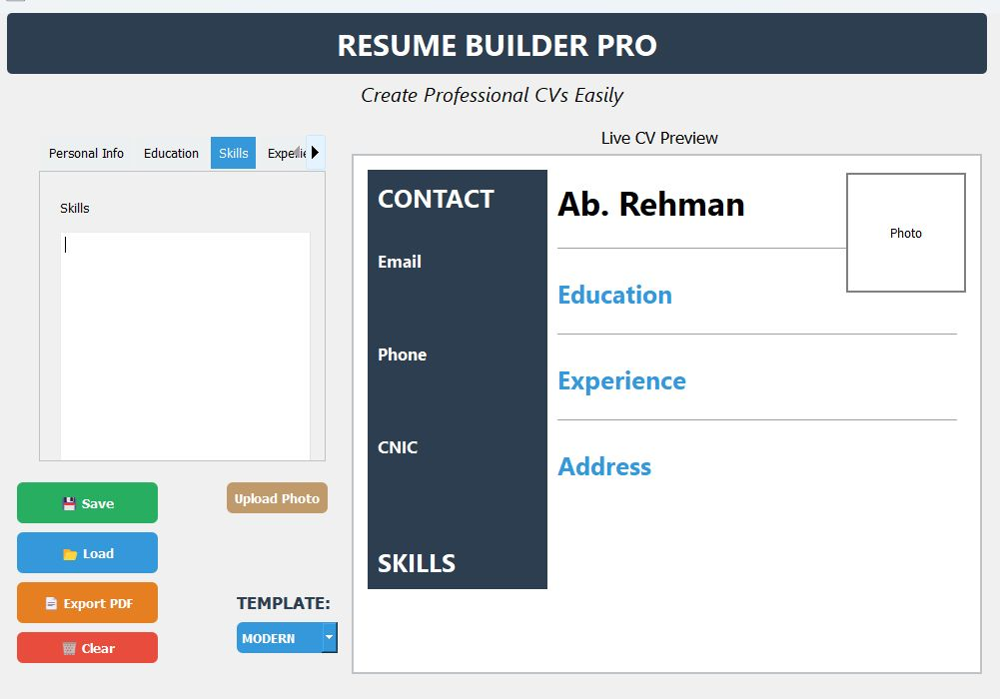 RESUME BUILDER PRO
Create Professional CVs Easily
Personal Info
Education
Skills
Skills
💾 Save
📂 Load
📄 Export PDF
🗑 Clear
Upload Photo
TEMPLATE:
MODERN
Live CV Preview
CONTACT
Email
Phone
CNIC
SKILLS
Ab. Rehman
Photo
Education
Experience
Address